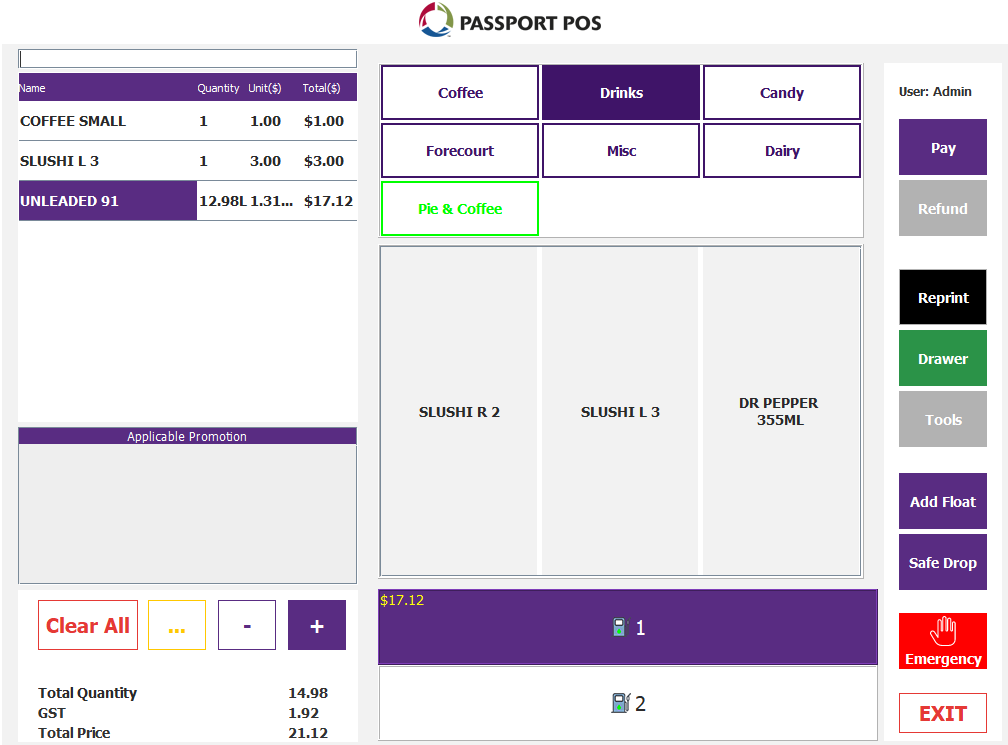 PASSPORT POS
Name Quantity Unit($) Total($)
COFFEE SMALL 1 1.00 $1.00
SLUSHI L 3 1 3.00 $3.00
UNLEADED 91 12.98L 1.31... $17.12
Applicable Promotion
Clear All ... - +
Total Quantity 14.98
GST 1.92
Total Price 21.12
Coffee Drinks Candy
Forecourt Misc Dairy
Pie & Coffee
SLUSHI R 2 SLUSHI L 3 DR PEPPER
355ML
$17.12
1
2
User: Admin
Pay
Refund
Reprint
Drawer
Tools
Add Float
Safe Drop
Emergency
EXIT